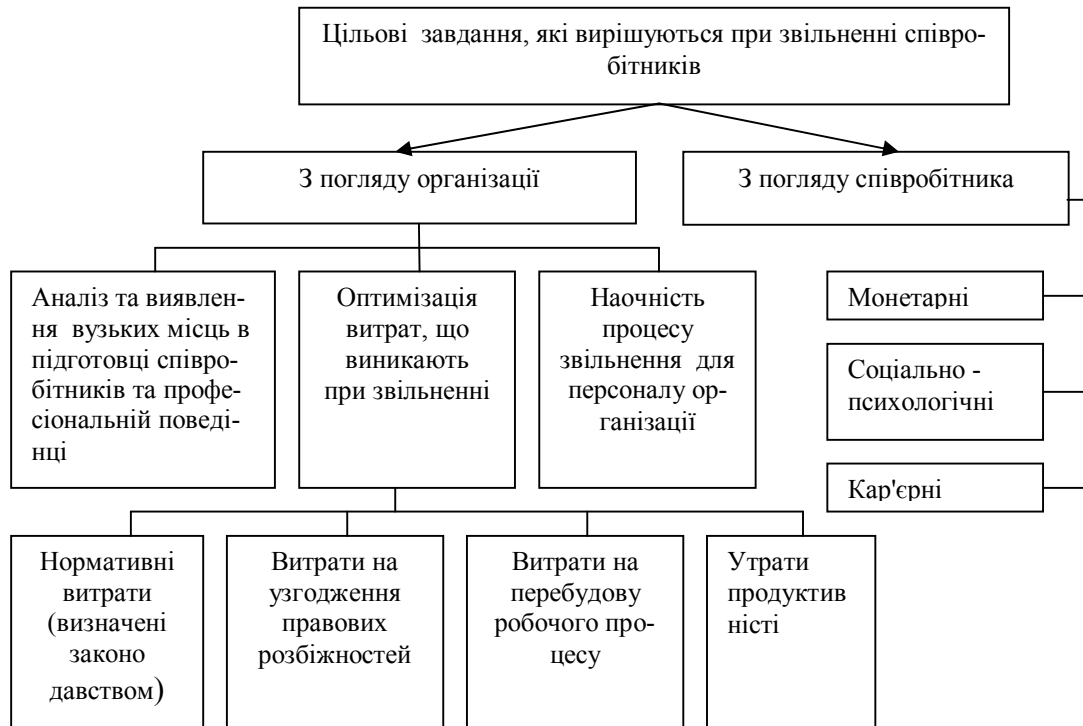 Цільові завдання, які вирішуються при звільненні співро-
бітників
З погляду організації
З погляду співробітника
Аналіз та виявлен-
ня вузьких місць в
підготовці співро-
бітників та профе-
сіональній поведі-
нці
Оптимізація
витрат, що
виникають
при звільненні
Наочність
процесу
звільнення для
персоналу ор-
ганізації
Монетарні
Соціально -
психологічні
Кар'єрні
Нормативні
витрати
(визначені
законо
давством)
Витрати на
узгодження
правових
розбіжностей
Витрати на
перебудову
робочого про-
цесу
Утрати
продуктив
ністі